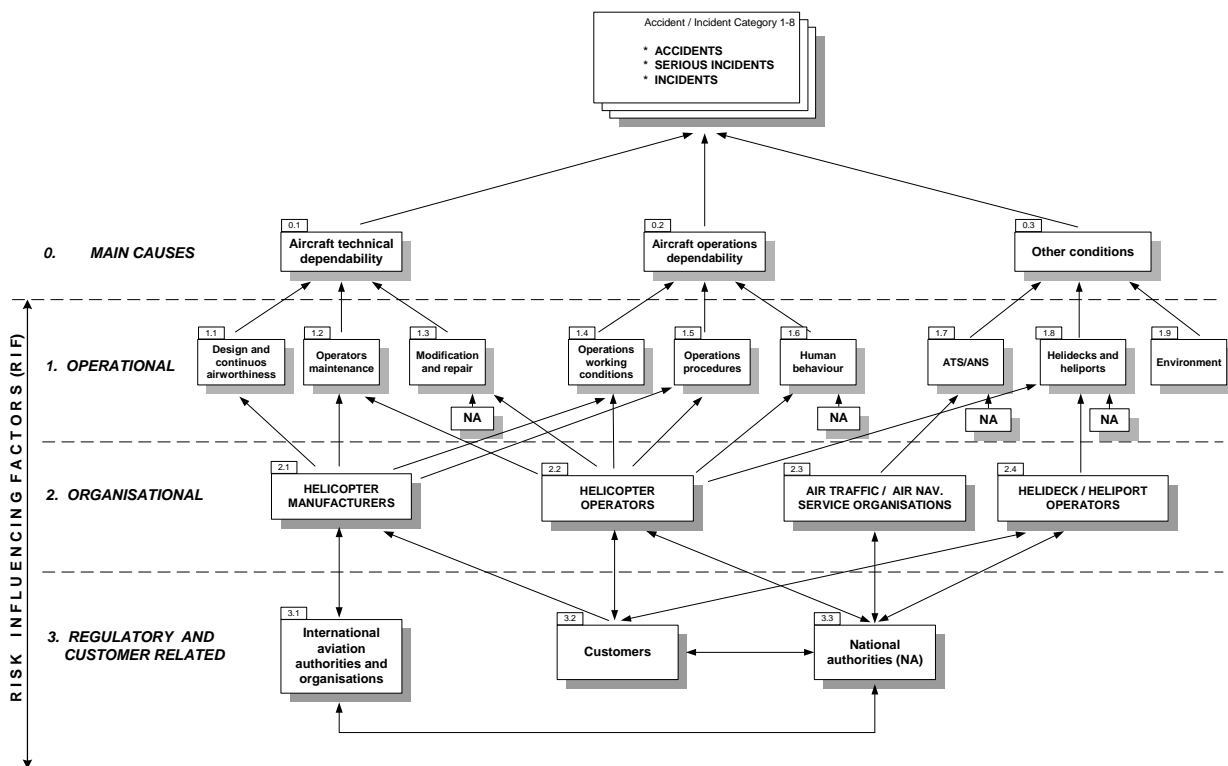 Accident / Incident Category 1-8
* ACCIDENTS
* SERIOUS INCIDENTS
* INCIDENTS
0.1
0.2
0.3
0. MAIN CAUSES
Aircraft technical
dependability
Aircraft operations
dependability
Other conditions
RISK INFLUENCING FACTORS (RIF)
1. OPERATIONAL
1.1
Design and
continuos
airworthiness
1.2
Operators
maintenance
1.3
Modification
and repair
1.4
Operations
working
conditions
1.5
Operations
procedures
1.6
Human
behaviour
1.7
ATS/ANS
1.8
Helidecks and
heliports
1.9
Environment
NA
NA
NA
NA
2. ORGANISATIONAL
2.1
HELICOPTER
MANUFACTURERS
2.2
HELICOPTER
OPERATORS
2.3
AIR TRAFFIC / AIR NAV.
SERVICE ORGANISATIONS
2.4
HELIDECK / HELIPORT
OPERATORS
3. REGULATORY AND
CUSTOMER RELATED
3.1
International
aviation
authorities and
organisations
3.2
Customers
3.3
National
authorities (NA)